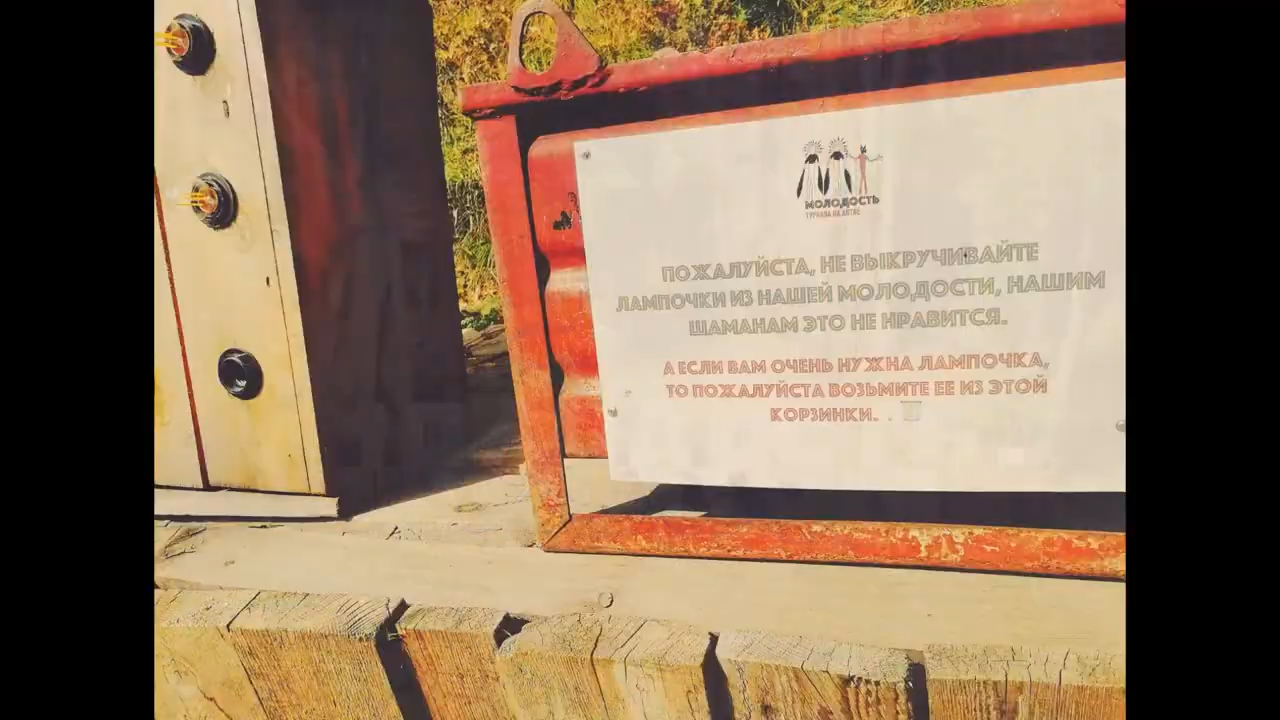 МОЛОДОСТЬ
ТУРБАЗА НА АЛТАЕ
ПОЖАЛУЙСТА, НЕ ВЫКРУЧИВАЙТЕ
ЛАМПОЧКИ ИЗ НАШЕЙ МОЛОДОСТИ, НАШИМ
ШАМАНАМ ЭТО НЕ НРАВИТСЯ.
А ЕСЛИ ВАМ ОЧЕНЬ НУЖНА ЛАМПОЧКА,
ТО ПОЖАЛУЙСТА ВОЗЬМИТЕ ЕЕ ИЗ ЭТОЙ
КОРЗИНКИ. .